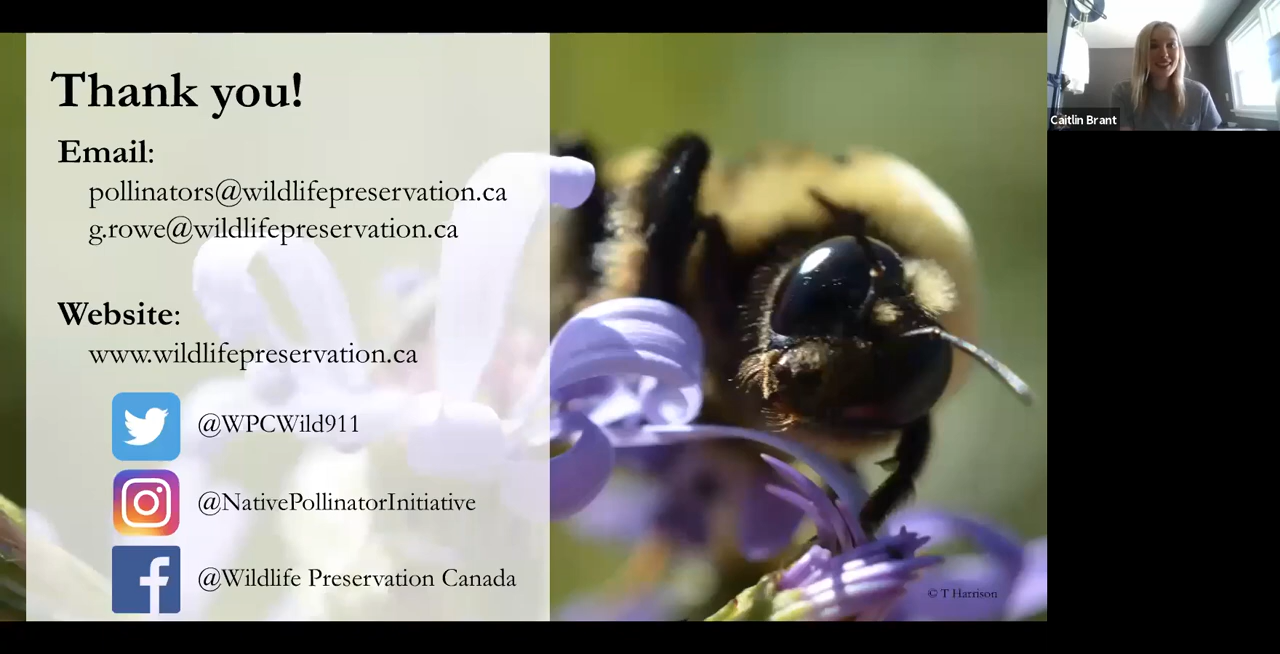 Thank you!
Email:
pollinators@wildlifepreservation.ca
g.rowe@wildlifepreservation.ca
Website:
www.wildlifepreservation.ca
@WPCWild911
@NativePollinatorInitiative
@Wildlife Preservation Canada
© T Harrison
Caitlin Brant